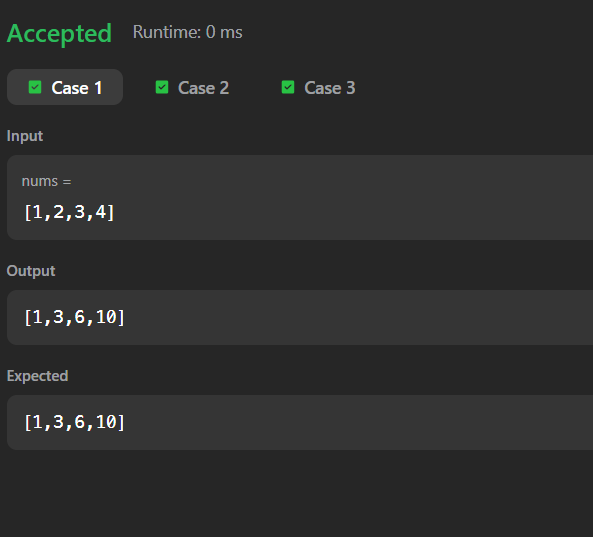 Accepted Runtime: 0 ms
Case 1 Case 2 Case 3
Input
nums =
[1,2,3,4]
Output
[1,3,6,10]
Expected
[1,3,6,10]